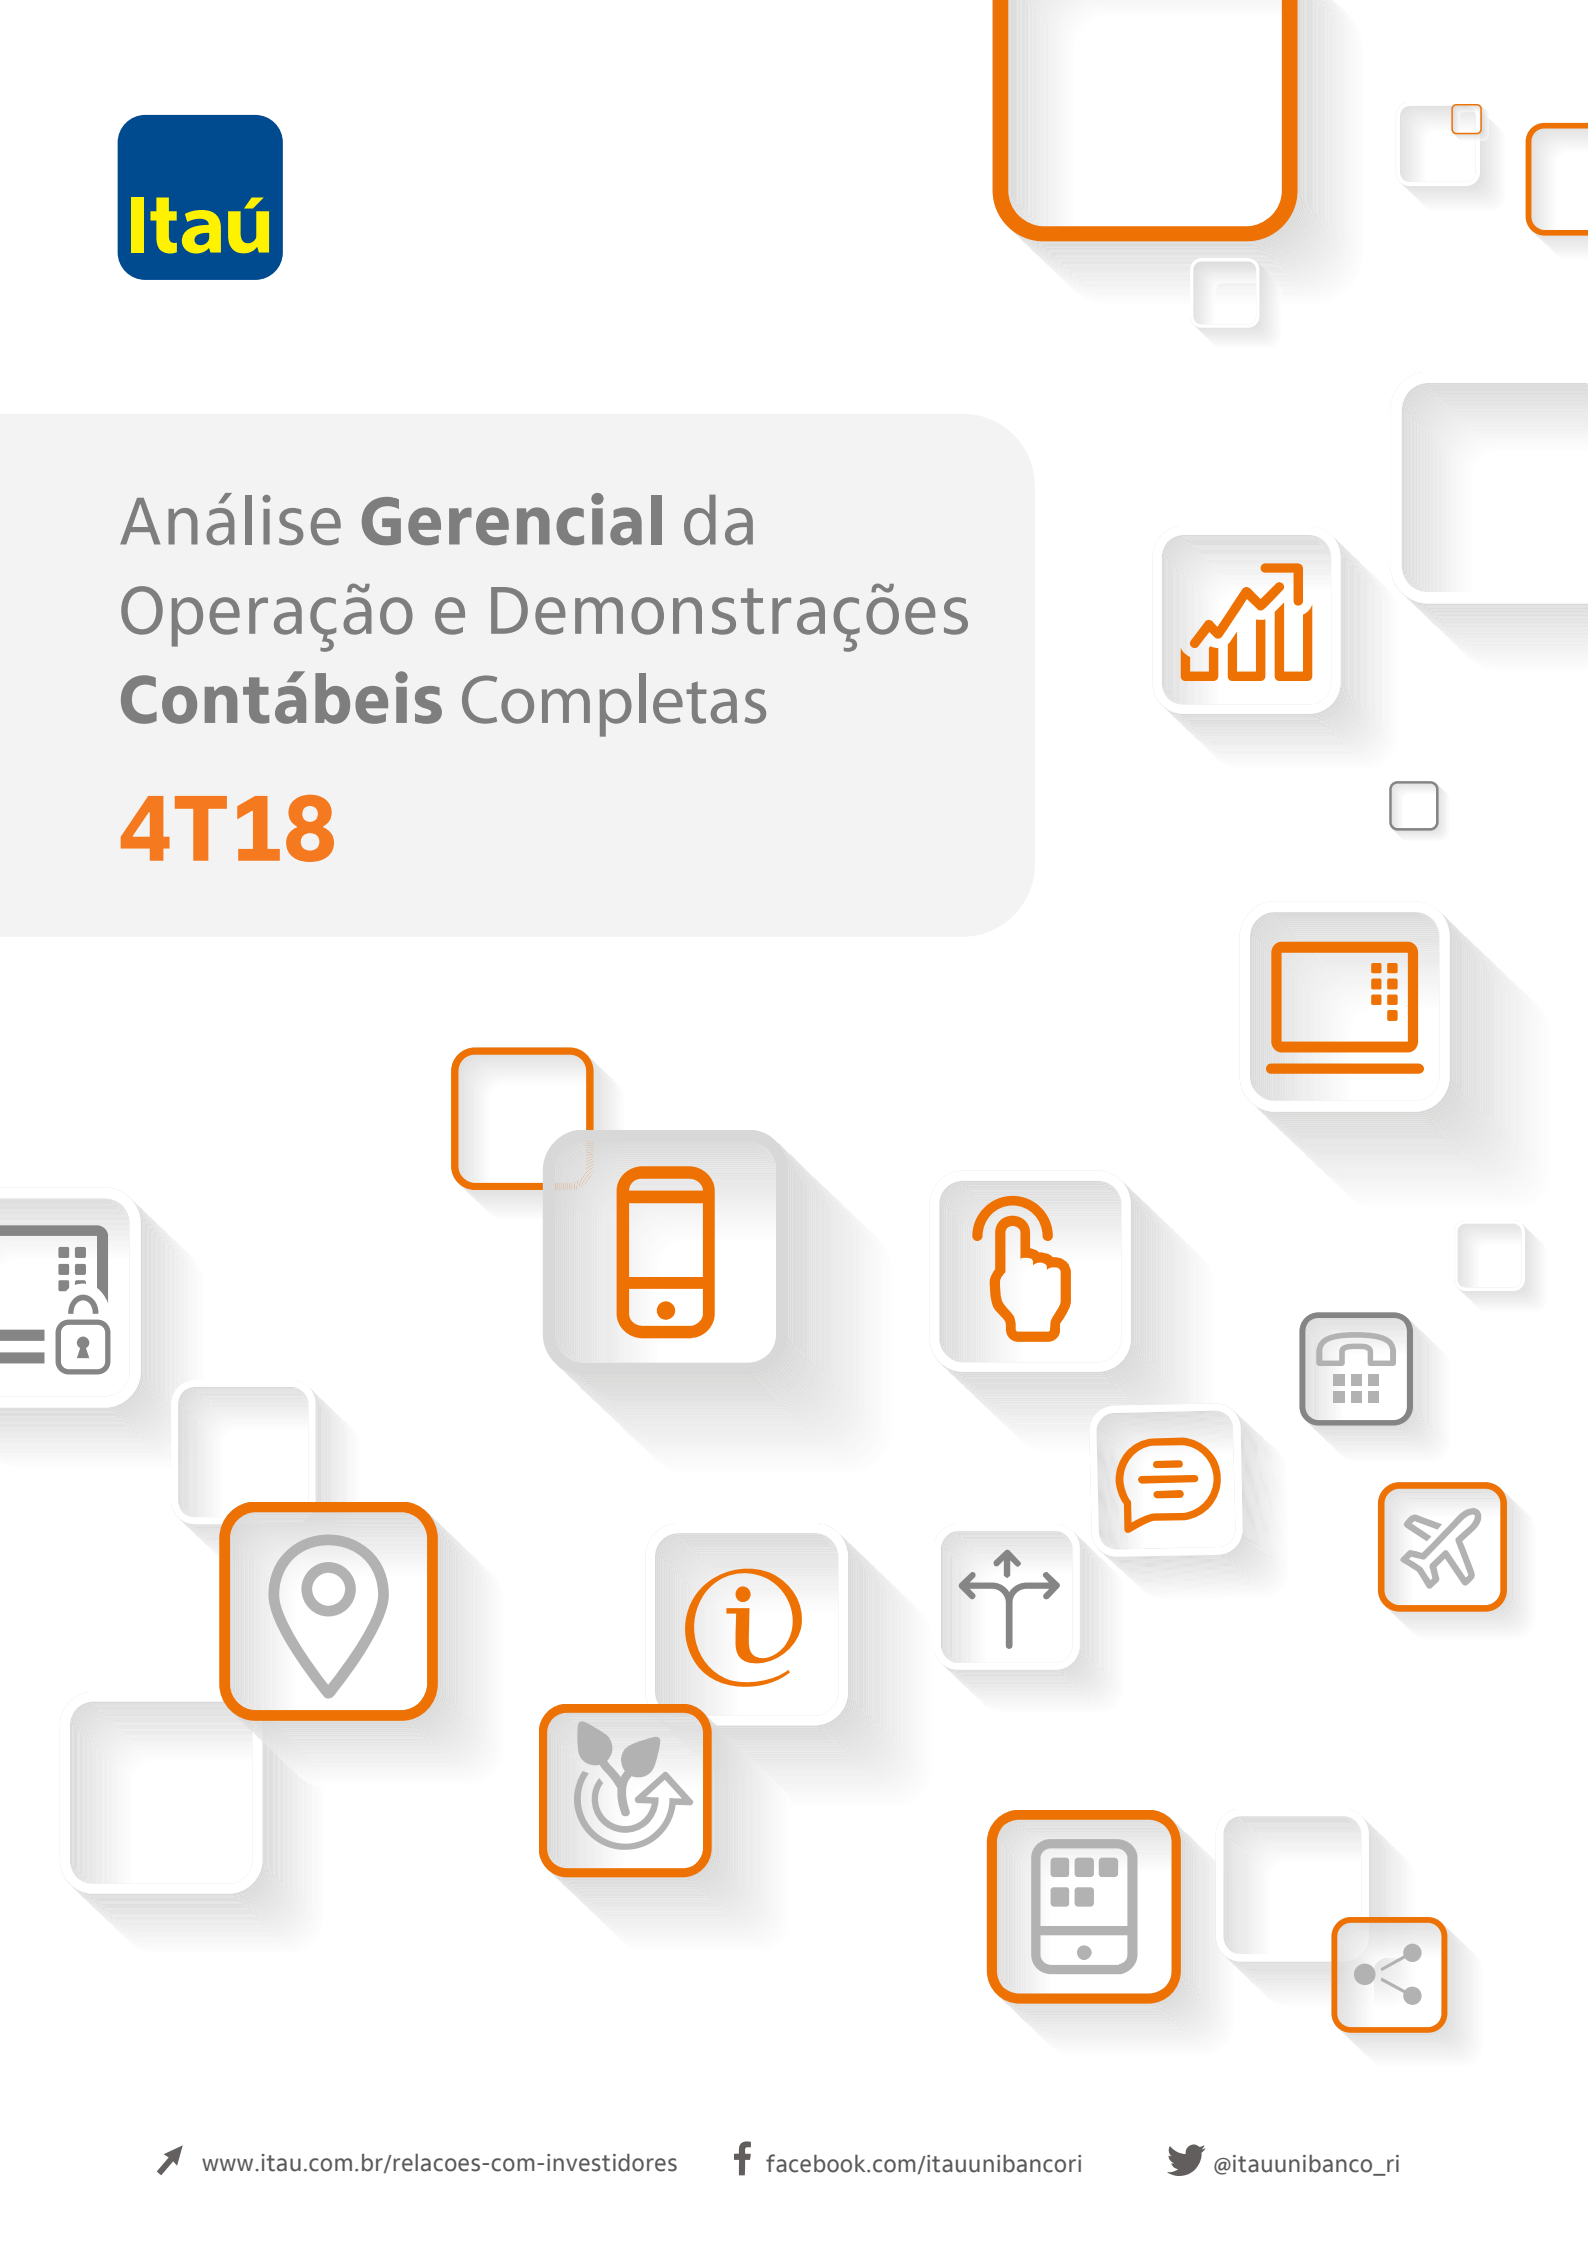 Itaú
Análise Gerencial da
Operação e Demonstrações
Contábeis Completas
4T18
www.itau.com.br/relacoes-com-investidores
facebook.com/itauunibancori
@itauunibanco_ri